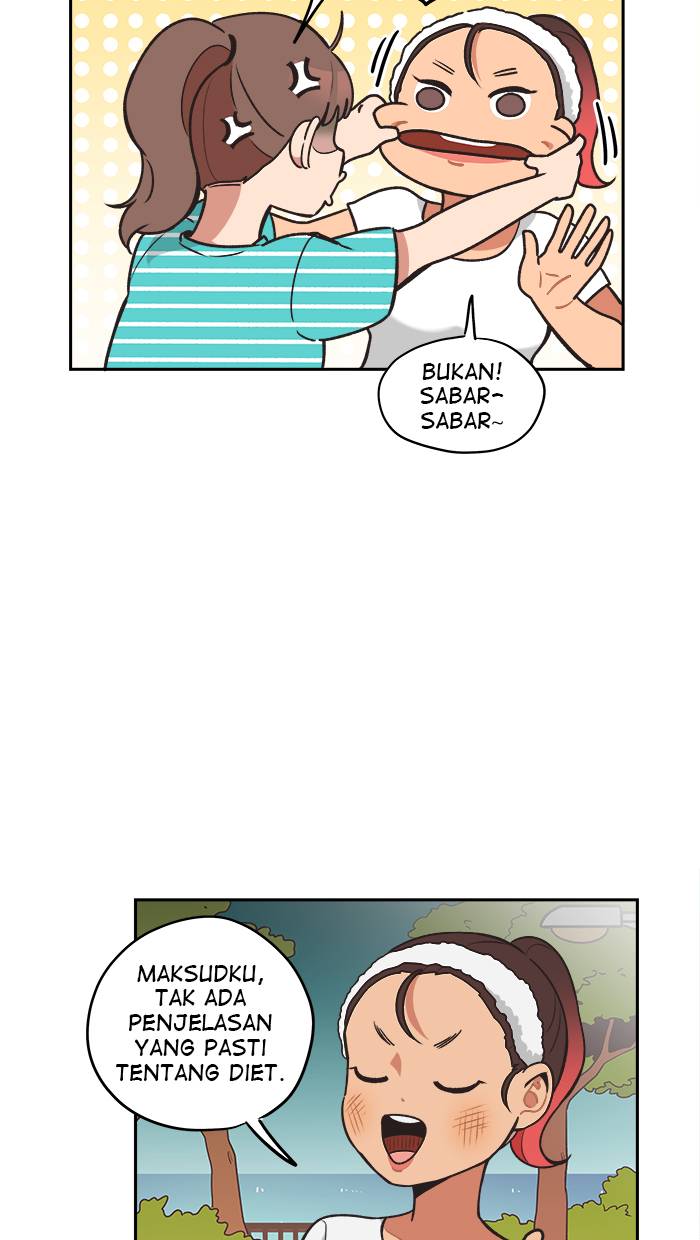 BUKAN!
SABAR~
SABAR~
MAKSUDKU,
TAK ADA
PENJELASAN
YANG PASTI
TENTANG DIET.